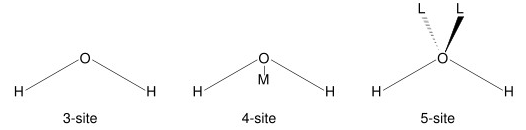 L L
O O O
M
H H H H H H
3-site 4-site 5-site